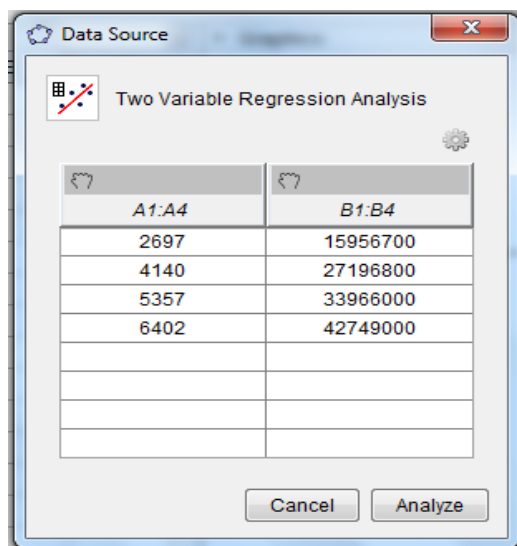 Data Source
Two Variable Regression Analysis
A1:A4 B1:B4
2697 15956700
4140 27196800
5357 33966000
6402 42749000
Cancel Analyze